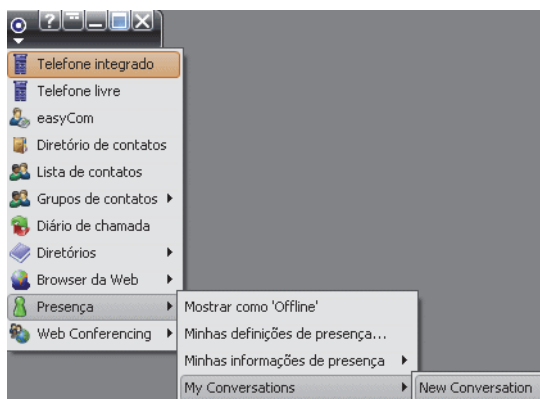 Telefone integrado
Telefone livre
easyCom
Diretório de contatos
Lista de contatos
Grupos de contatos
Diário de chamada
Diretórios
Browser da Web
Presença
Web Conferencing
Mostrar como 'Offline'
Minhas definições de presença...
Minhas informações de presença
My Conversations
New Conversation